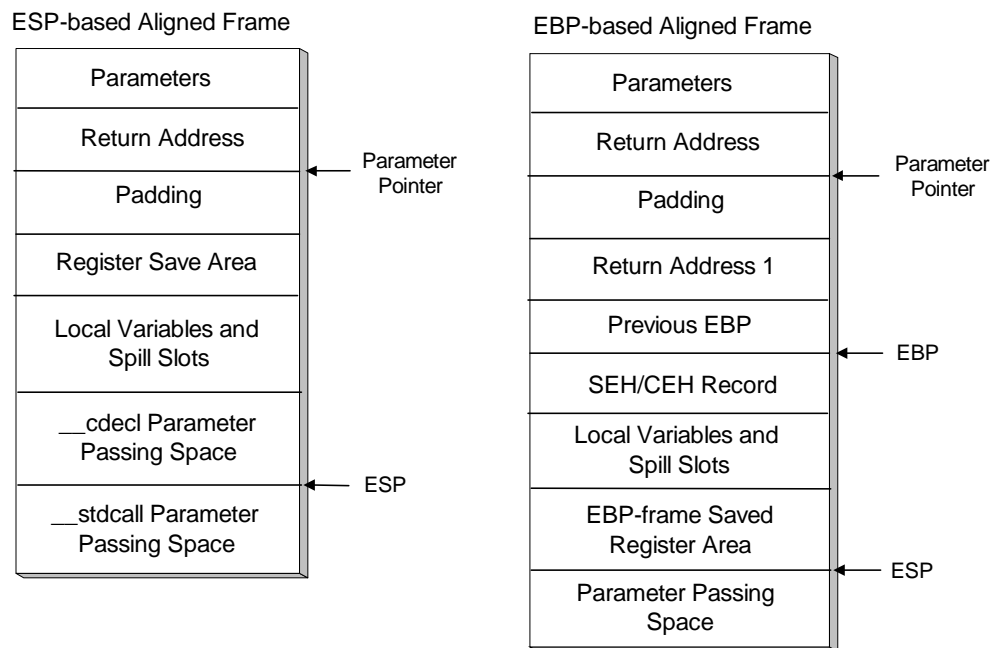 ESP-based Aligned Frame
Parameters
Return Address
Parameter
Pointer
Padding
Register Save Area
Local Variables and
Spill Slots
__cdecl Parameter
Passing Space
ESP
__stdcall Parameter
Passing Space
EBP-based Aligned Frame
Parameters
Return Address
Parameter
Pointer
Padding
Return Address 1
Previous EBP
EBP
SEH/CEH Record
Local Variables and
Spill Slots
EBP-frame Saved
Register Area
ESP
Parameter Passing
Space